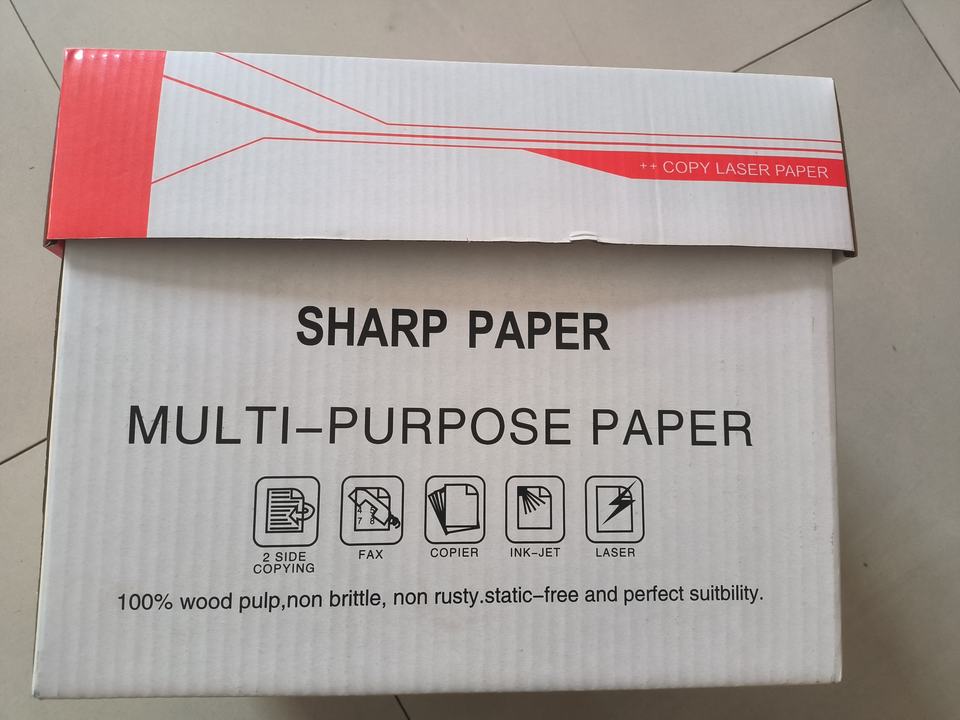 ++ COPY LASER PAPER
SHARP PAPER
MULTI-PURPOSE PAPER
2 SIDE
COPYING
FAX
COPIER
INK-JET
LASER
100% wood pulp,non brittle, non rusty.static-free and perfect suitbility.